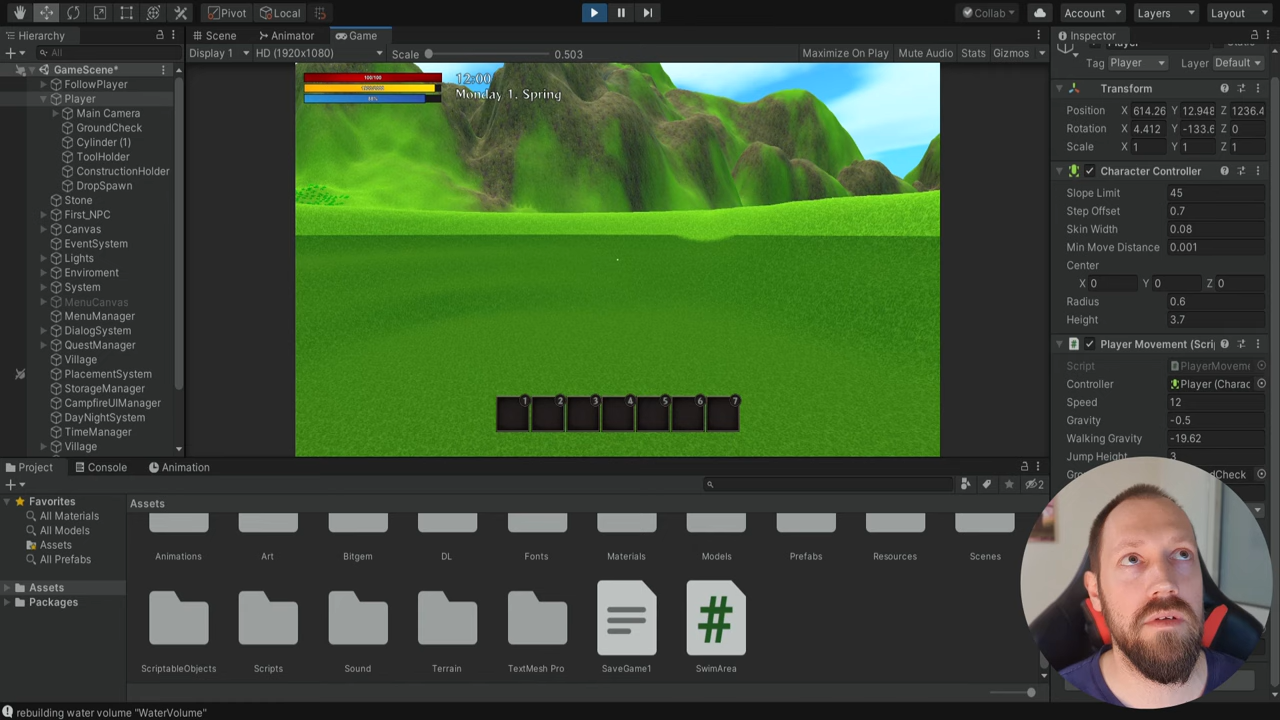 Pivot Local Collab Account Layers Layout
Hierarchy Scene Animator Game Inspector
All Display 1 HD (1920x1080) Scale 0.503 Maximize On Play Mute Audio Stats Gizmos
Tag Player Layer Default
GameScene*
FollowPlayer
Player
Main Camera
GroundCheck
Cylinder (1)
ToolHolder
ConstructionHolder
DropSpawn
Stone
First_NPC
Canvas
EventSystem
Lights
Enviroment
System
MenuCanvas
MenuManager
DialogSystem
QuestManager
Village
PlacementSystem
StorageManager
CampfireUIManager
DayNightSystem
TimeManager
Village
100/100
12:00
Monday 1, Spring
1 2 3 4 5 6 7
Transform
Position X 614.26 Y 12.948 Z 1236.4
Rotation X 4.412 Y -133.6 Z 0
Scale X 1 Y 1 Z 1
Character Controller
Slope Limit 45
Step Offset 0.7
Skin Width 0.08
Min Move Distance 0.001
Center
X 0 Y 0 Z 0
Radius 0.6
Height 3.7
# Player Movement (Scri
Script PlayerMoveme
Controller Player (Charac
Speed 12
Gravity -0.5
Walking Gravity -19.62
Jump Height 3
Project Console Animation
2
Favorites
All Materials
All Models
Assets
All Prefabs
Assets
Packages
Assets
Animations Art Bitgem DL Fonts Materials Models Prefabs Resources Scenes
#
ScriptableObjects Scripts Sound Terrain TextMesh Pro SaveGame1 SwimArea
rebuilding water volume "WaterVolume"